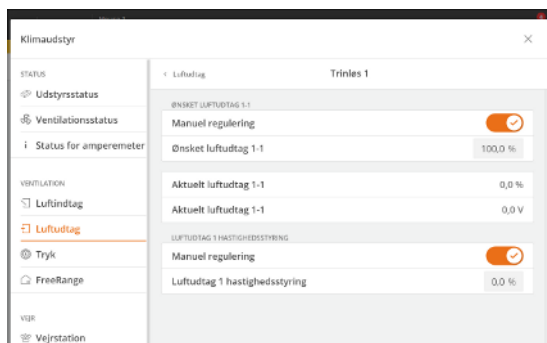 Klimaudstyr
STATUS
Udstyrsstatus
Ventilationsstatus
Status for amperemeter
VENTILATION
Luftindtag
Luftudtag
Tryk
FreeRange
VEJR
Vejrstation
Luftudtag
Trinløs 1
ØNSKET LUFTUDTAG 1-1
Manuel regulering
Ønsket luftudtag 1-1 100,0 %
Aktuelt luftudtag 1-1 0,0 %
Aktuelt luftudtag 1-1 0,0 V
LUFTUDTAG 1 HASTIGHEDSSTYRING
Manuel regulering
Luftudtag 1 hastighedsstyring 0,0 %